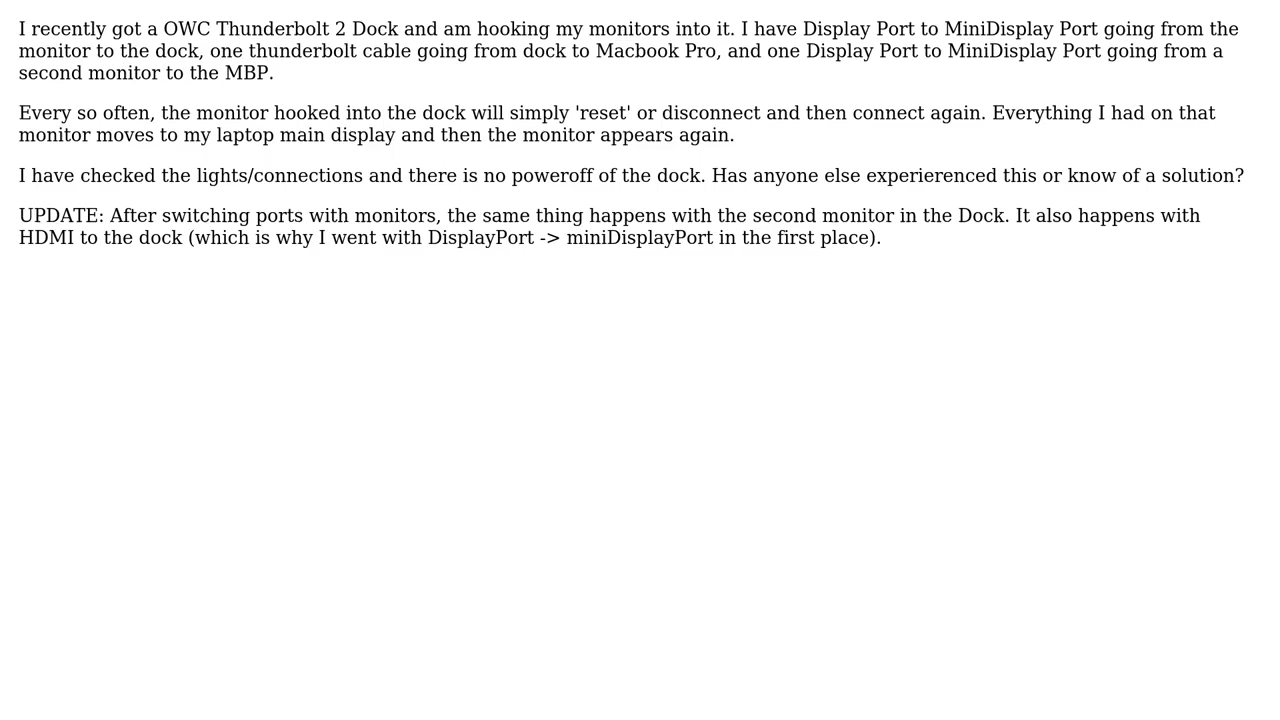 I recently got a OWC Thunderbolt 2 Dock and am hooking my monitors into it. I have Display Port to MiniDisplay Port going from the
monitor to the dock, one thunderbolt cable going from dock to Macbook Pro, and one Display Port to MiniDisplay Port going from a
second monitor to the MBP.
Every so often, the monitor hooked into the dock will simply 'reset' or disconnect and then connect again. Everything I had on that
monitor moves to my laptop main display and then the monitor appears again.
I have checked the lights/connections and there is no poweroff of the dock. Has anyone else experierenced this or know of a solution?
UPDATE: After switching ports with monitors, the same thing happens with the second monitor in the Dock. It also happens with
HDMI to the dock (which is why I went with DisplayPort -> miniDisplayPort in the first place).